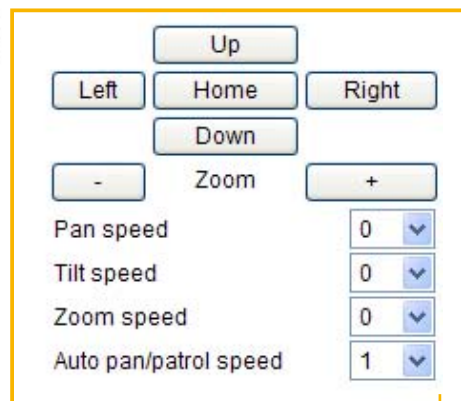 Up
Left Home Right
Down
- Zoom +
Pan speed 0
Tilt speed 0
Zoom speed 0
Auto pan/patrol speed 1